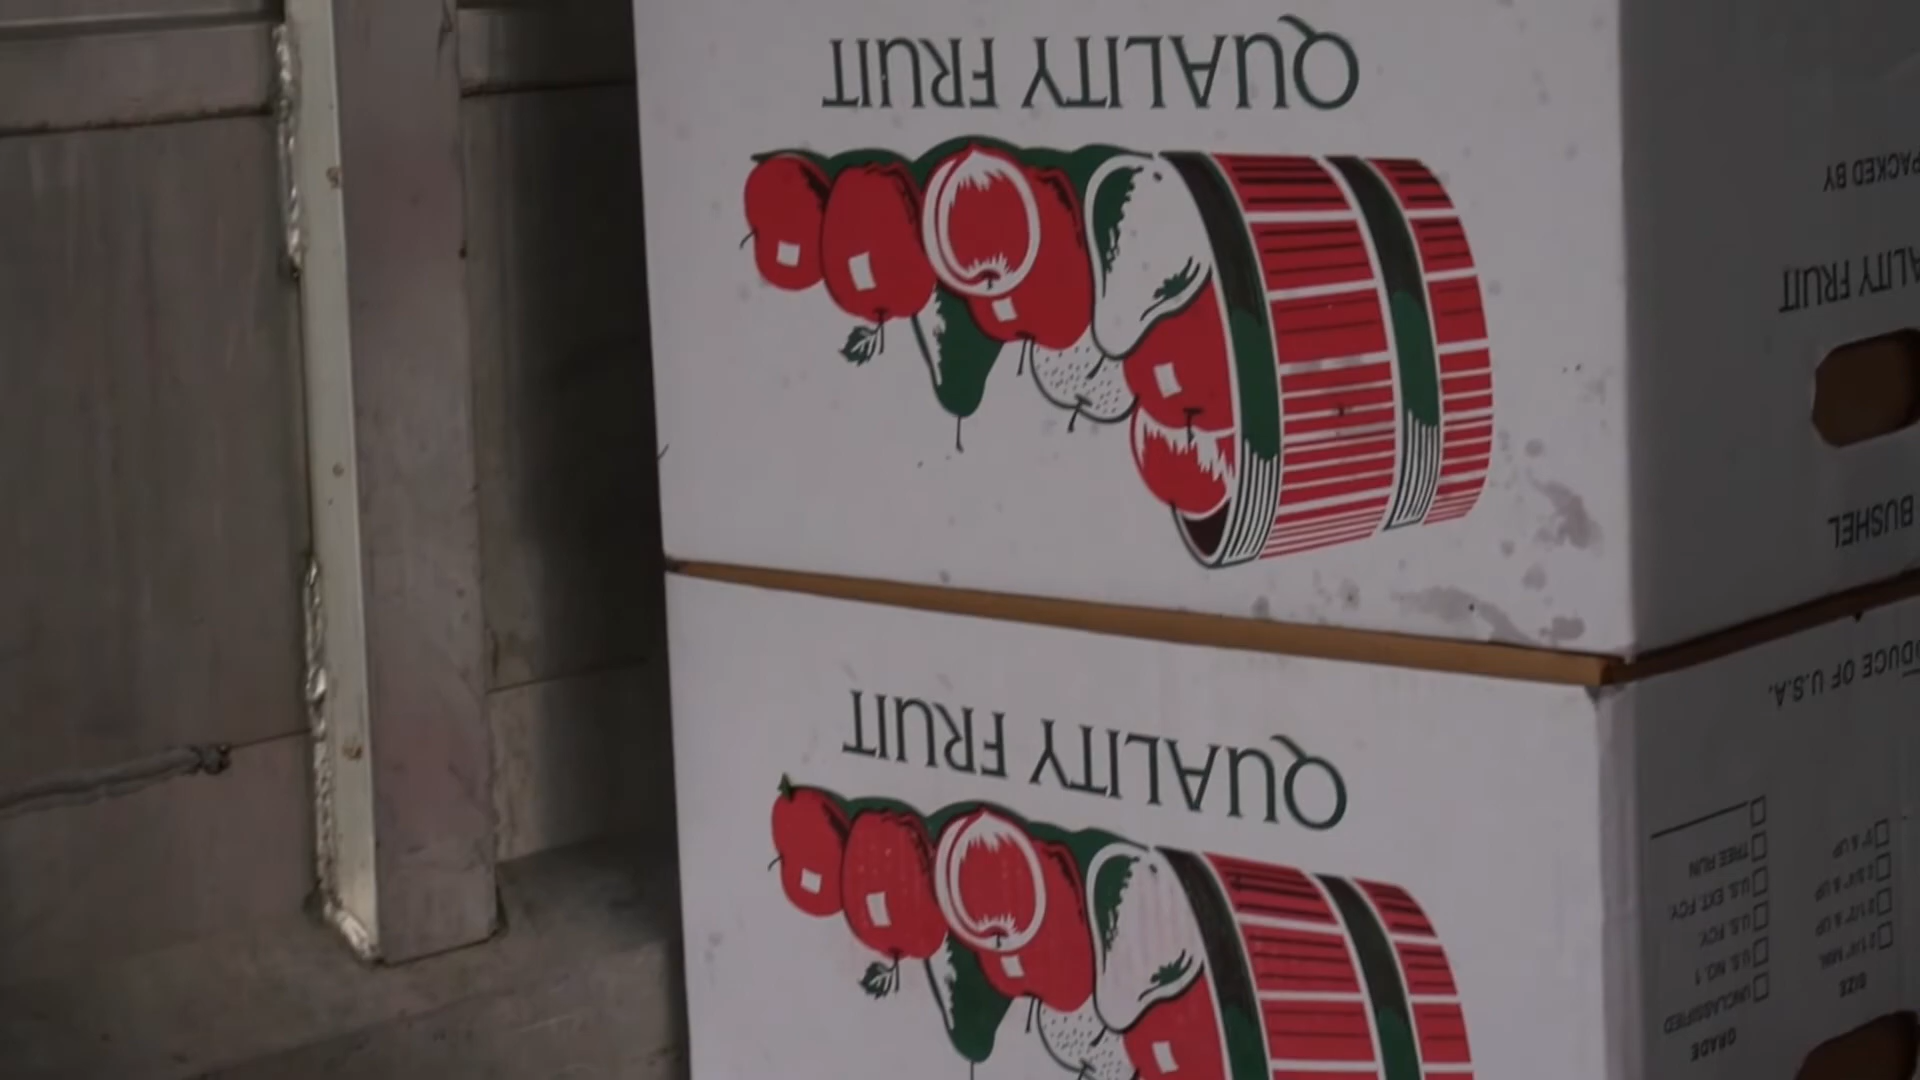 QUALITY FRUIT
PACKED BY
QUALITY FRUIT
BUSHEL
QUALITY FRUIT
PRODUCE OF U.S.A.
GRADE
UNCLASSIFIED
U.S. NO. 1
U.S. FCY.
U.S. EXT. FCY.
TREE RUN
SIZE
2 1/4" MIN.
2 1/2" & UP
2 3/4" & UP
3" & UP